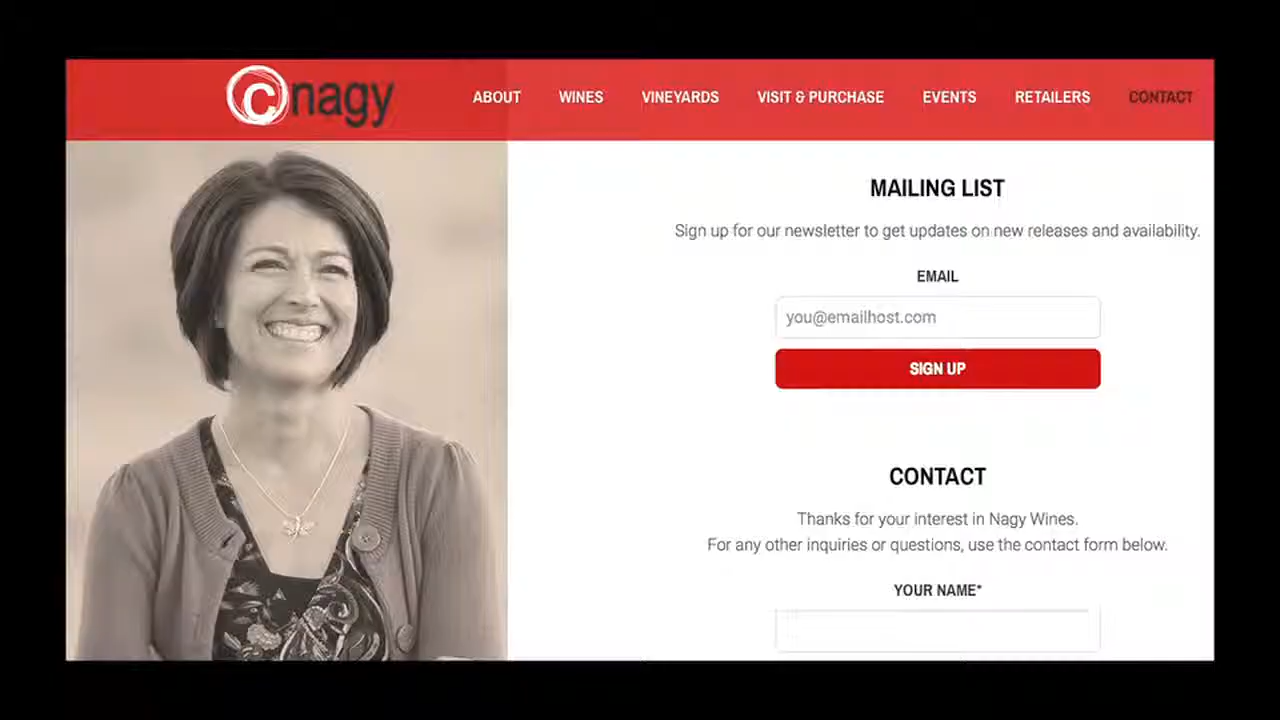 c nagy
ABOUT WINES VINEYARDS VISIT & PURCHASE EVENTS RETAILERS CONTACT
MAILING LIST
Sign up for our newsletter to get updates on new releases and availability.
EMAIL
you@emailhost.com
SIGN UP
CONTACT
Thanks for your interest in Nagy Wines.
For any other inquiries or questions, use the contact form below.
YOUR NAME*